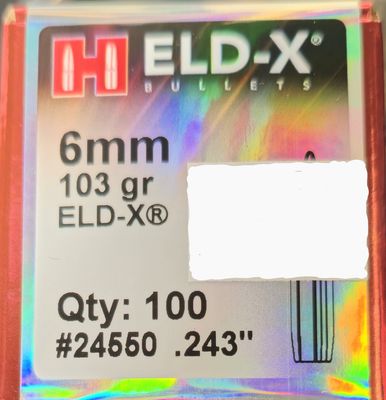 H ELD-X®
BULLETS
6mm
103 gr
ELD-X®
Qty: 100
#24550 .243"